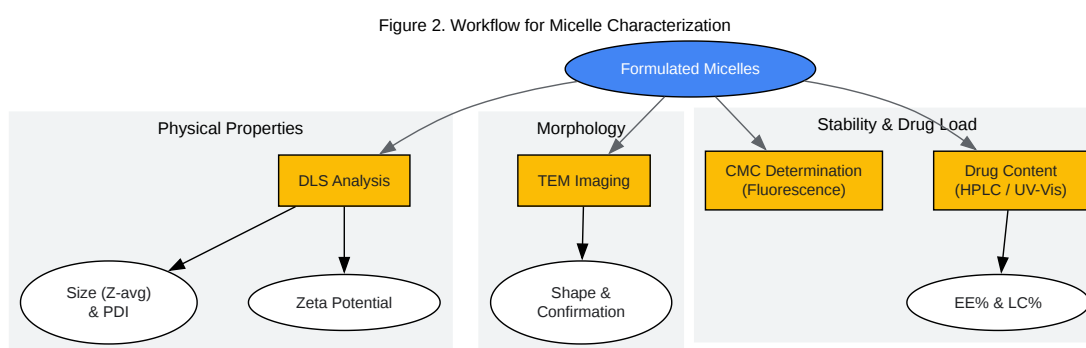 Figure 2. Workflow for Micelle Characterization
Formulated Micelles
Physical Properties
Morphology
Stability & Drug Load
DLS Analysis
TEM Imaging
CMC Determination
(Fluorescence)
Drug Content
(HPLC / UV-Vis)
Size (Z-avg)
& PDI
Zeta Potential
Shape &
Confirmation
EE% & LC%